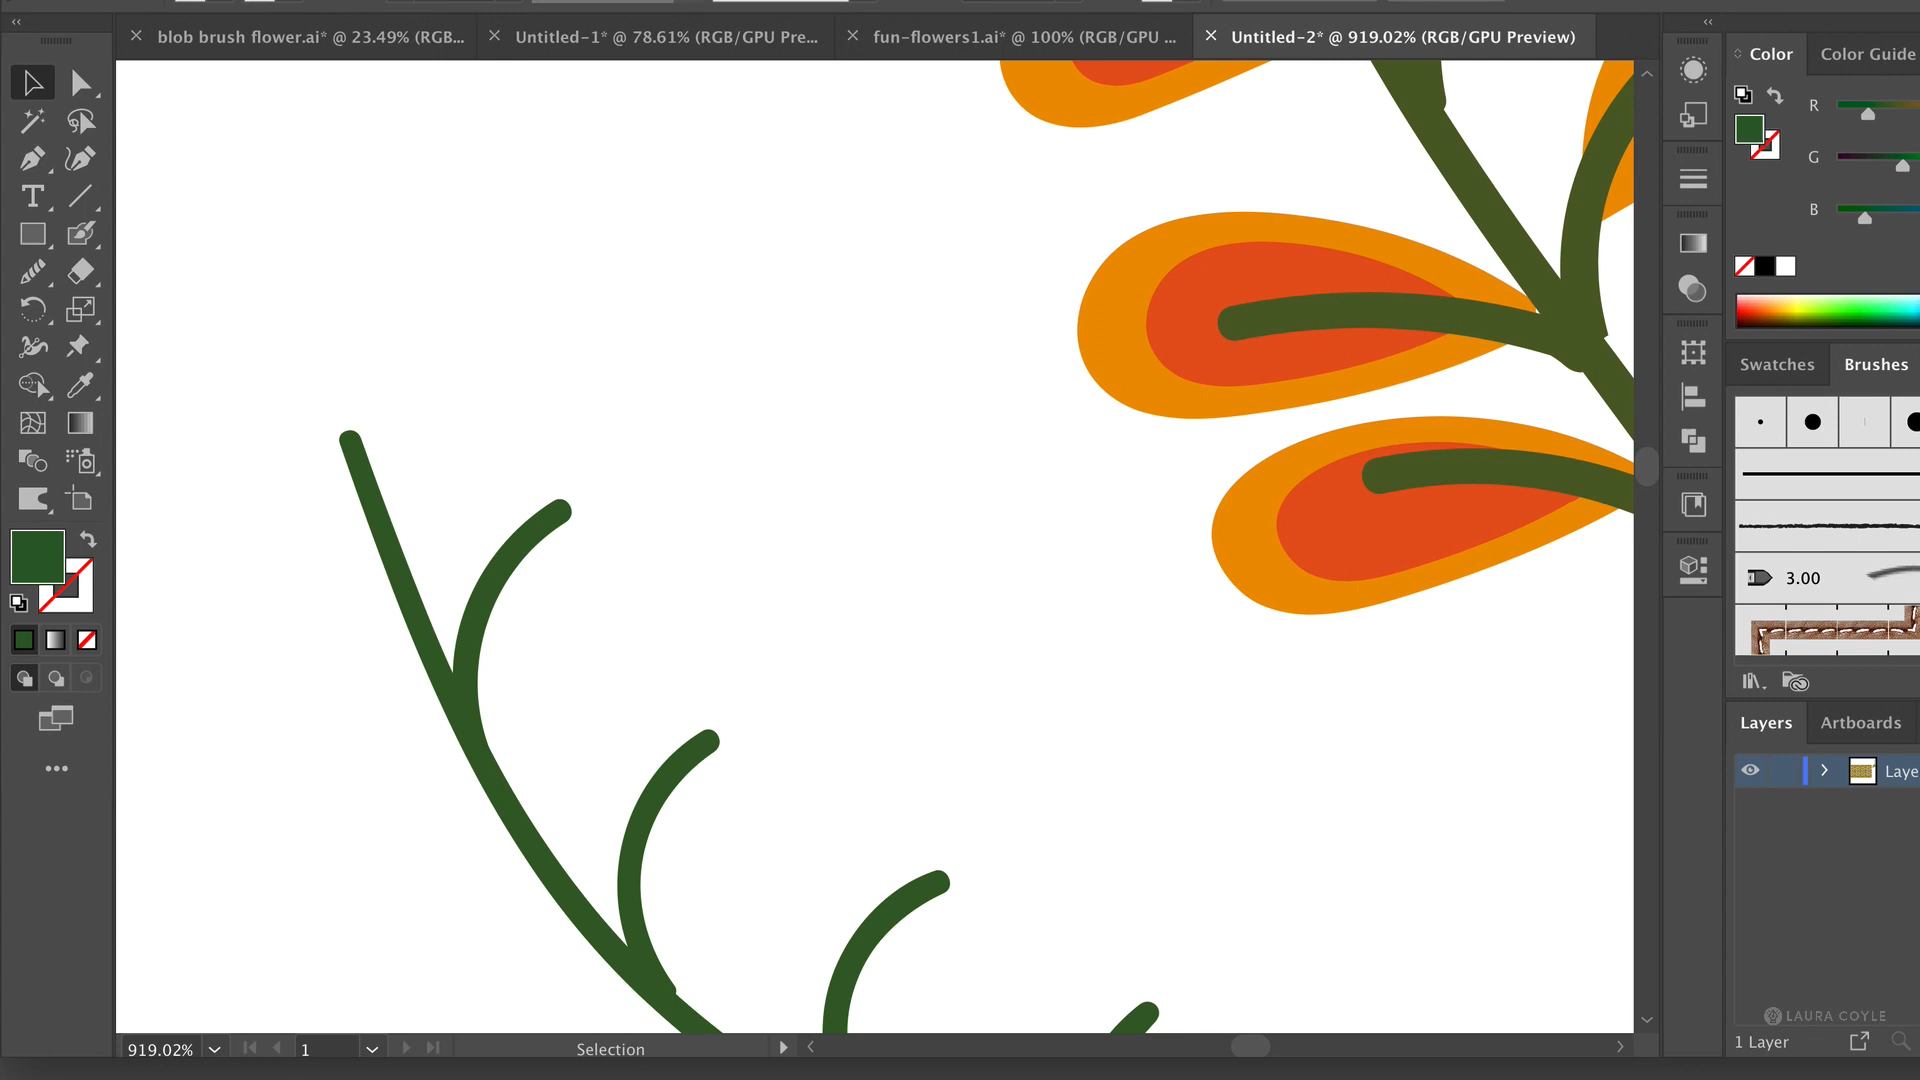 blob brush flower.ai* @ 23.49% (RGB...
Untitled-1* @ 78.61% (RGB/GPU Pre...
fun-flowers1.ai* @ 100% (RGB/GPU ...
Untitled-2* @ 919.02% (RGB/GPU Preview)
Color
Color Guide
R
G
B
Swatches
Brushes
3.00
Layers
Artboards
Laye
LAURA COYLE
1 Layer
919.02%
1
Selection